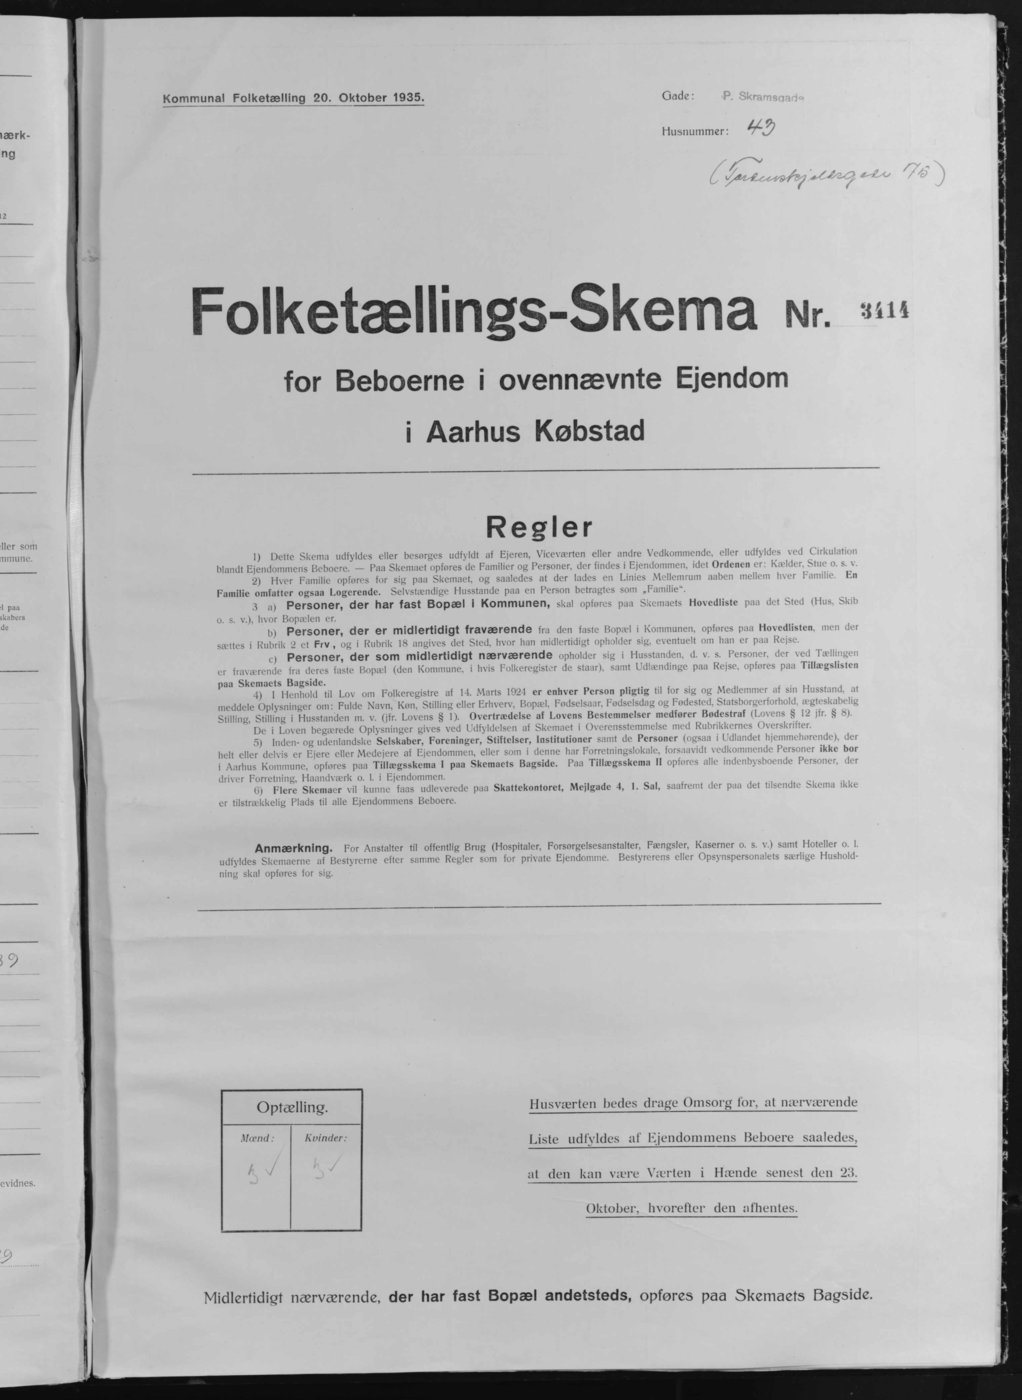 Kommunal Folketælling 20. Oktober 1935.
Gade: P. Skramsgade
Husnummer: 43
(Tordenskjoldsgade 75)
Folketællings-Skema Nr. 3414
for Beboerne i ovennævnte Ejendom
i Aarhus Købstad
Regler
1) Dette Skema udfyldes eller besørges udfyldt af Ejeren, Viceværten eller andre Vedkommende, eller udfyldes ved Cirkulation
blandt Ejendommens Beboere. — Paa Skemaet opføres de Familier og Personer, der findes i Ejendommen, idet Ordenen er: Kælder, Stue o. s. v.
2) Hver Familie opføres for sig paa Skemaet, og saaledes at der lades en Linies Mellemrum aaben mellem hver Familie. En
Familie omfatter ogsaa Logerende. Selvstændige Husstande paa en Person betragtes som „Familie“.
3 a) Personer, der har fast Bopæl i Kommunen, skal opføres paa Skemaets Hovedliste paa det Sted (Hus, Skib
o. s. v.), hvor Bopælen er.
b) Personer, der er midlertidigt fraværende fra den faste Bopæl i Kommunen, opføres paa Hovedlisten, men der
sættes i Rubrik 2 et Frv, og i Rubrik 18 angives det Sted, hvor han midlertidigt opholder sig, eventuelt om han er paa Rejse.
c) Personer, der som midlertidigt nærværende opholder sig i Husstanden, d. v. s. Personer, der ved Tællingen
er fraværende fra deres faste Bopæl (den Kommune, i hvis Folkeregister de staar), samt Udlændinge paa Rejse, opføres paa Tillægslisten
paa Skemaets Bagside.
4) I Henhold til Lov om Folkeregistre af 14. Marts 1924 er enhver Person pligtig til for sig og Medlemmer af sin Husstand, at
meddele Oplysninger om: Fulde Navn, Køn, Stilling eller Erhverv, Bopæl, Fødselsaar, Fødselsdag og Fødested, Statsborgerforhold, ægteskabelig
Stilling, Stilling i Husstanden m. v. (jfr. Lovens § 1). Overtrædelse af Lovens Bestemmelser medfører Bødestraf (Lovens § 12 jfr. § 8).
De i Loven begærede Oplysninger gives ved Udfyldelsen af Skemaet i Overensstemmelse med Rubrikkernes Overskrifter.
5) Inden- og udenlandske Selskaber, Foreninger, Stiftelser, Institutioner samt de Personer (ogsaa i Udlandet hjemmehørende), der
helt eller delvis er Ejere eller Medejere af Ejendommen, eller som i denne har Forretningslokale, forsaavidt vedkommende Personer ikke bor
i Aarhus Kommune, opføres paa Tillægsskema I paa Skemaets Bagside. Paa Tillægsskema II opføres alle indenbysboende Personer, der
driver Forretning, Haandværk o. l. i Ejendommen.
6) Flere Skemaer vil kunne faas udleverede paa Skattekontoret, Mejlgade 4, 1. Sal, saafremt der paa det tilsendte Skema ikke
er tilstrækkelig Plads til alle Ejendommens Beboere.
Anmærkning. For Anstalter til offentlig Brug (Hospitaler, Forsørgelsesanstalter, Fængsler, Kaserner o. s. v.) samt Hoteller o. l.
udfyldes Skemaerne af Bestyrerne efter samme Regler som for private Ejendomme. Bestyrerens eller Opsynspersonalets særlige Hushold-
ning skal opføres for sig.
Optælling.
Mænd: Kvinder:
3 ✓ 3 ✓
Husværten bedes drage Omsorg for, at nærværende
Liste udfyldes af Ejendommens Beboere saaledes,
at den kan være Værten i Hænde senest den 23.
Oktober, hvorefter den afhentes.
Midlertidigt nærværende, der har fast Bopæl andetsteds, opføres paa Skemaets Bagside.